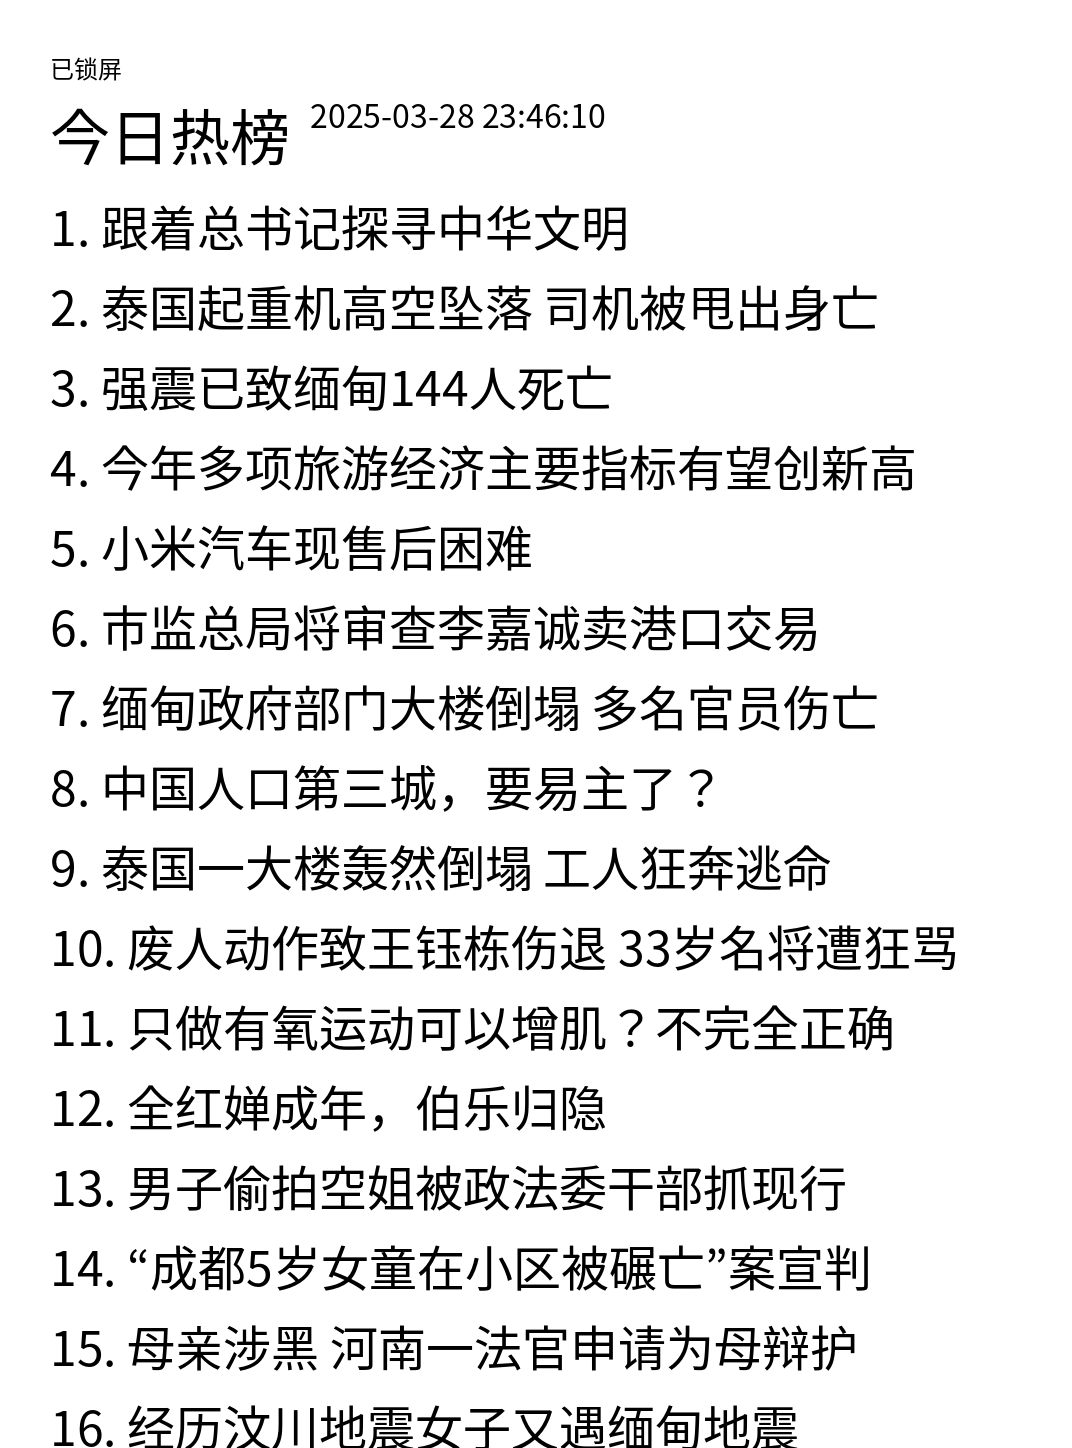 已锁屏
今日热榜 2025-03-28 23:46:10
1. 跟着总书记探寻中华文明
2. 泰国起重机高空坠落 司机被甩出身亡
3. 强震已致缅甸144人死亡
4. 今年多项旅游经济主要指标有望创新高
5. 小米汽车现售后困难
6. 市监总局将审查李嘉诚卖港口交易
7. 缅甸政府部门大楼倒塌 多名官员伤亡
8. 中国人口第三城，要易主了？
9. 泰国一大楼轰然倒塌 工人狂奔逃命
10. 废人动作致王钰栋伤退 33岁名将遭狂骂
11. 只做有氧运动可以增肌？不完全正确
12. 全红婵成年，伯乐归隐
13. 男子偷拍空姐被政法委干部抓现行
14. “成都5岁女童在小区被碾亡”案宣判
15. 母亲涉黑 河南一法官申请为母辩护
16. 经历汶川地震女子又遇缅甸地震